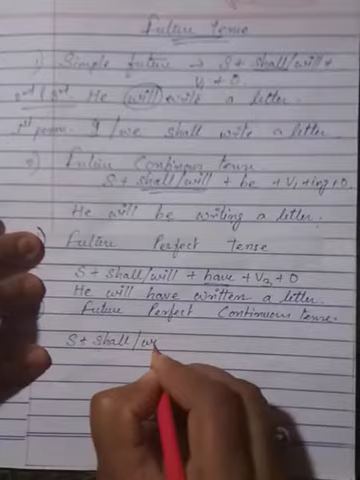 Future tense
1) Simple future → S + shall/will +
V1 + O.
2nd/3rd He will write a letter.
1st person. I/we shall write a letter
2) Future Continuous tense
S + shall/will + be + V1 + ing + O
He will be writing a letter.
) Future Perfect Tense
S + shall/will + have + V3 + O
He will have written a letter.
Future Perfect Continuous tense.
S + shall/w